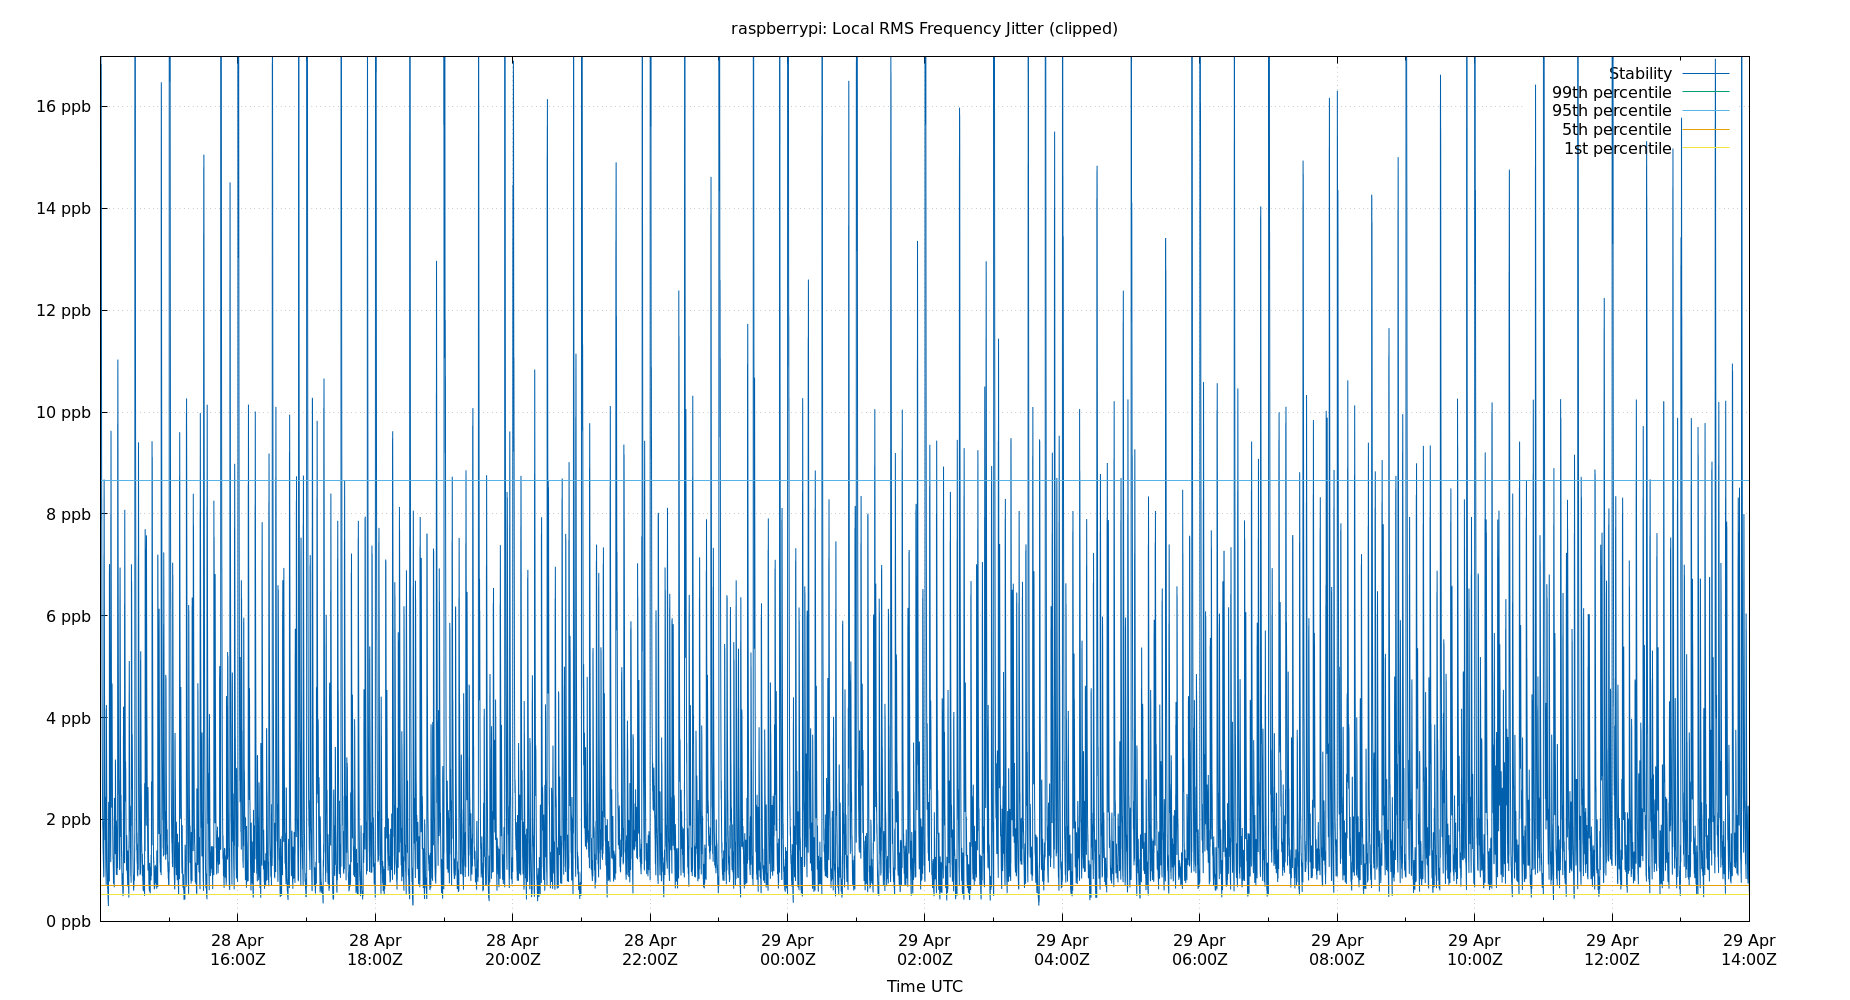 raspberrypi: Local RMS Frequency Jitter (clipped)
Stability
99th percentile
95th percentile
5th percentile
1st percentile
16 ppb
14 ppb
12 ppb
10 ppb
8 ppb
6 ppb
4 ppb
2 ppb
0 ppb
28 Apr 28 Apr 28 Apr 28 Apr 29 Apr 29 Apr 29 Apr 29 Apr 29 Apr 29 Apr 29 Apr 29 Apr
16:00Z 18:00Z 20:00Z 22:00Z 00:00Z 02:00Z 04:00Z 06:00Z 08:00Z 10:00Z 12:00Z 14:00Z
Time UTC